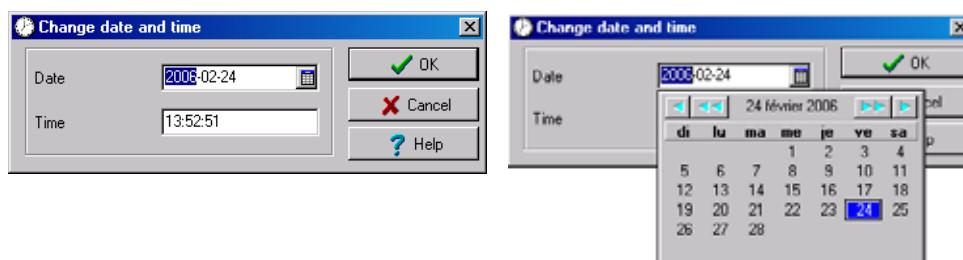 Change date and time
Date 2006-02-24
Time 13:52:51
OK
Cancel
Help
Change date and time
Date 2006-02-24
Time
OK
24 février 2006
di lu ma me je ve sa
1 2 3 4
5 6 7 8 9 10 11
12 13 14 15 16 17 18
19 20 21 22 23 24 25
26 27 28